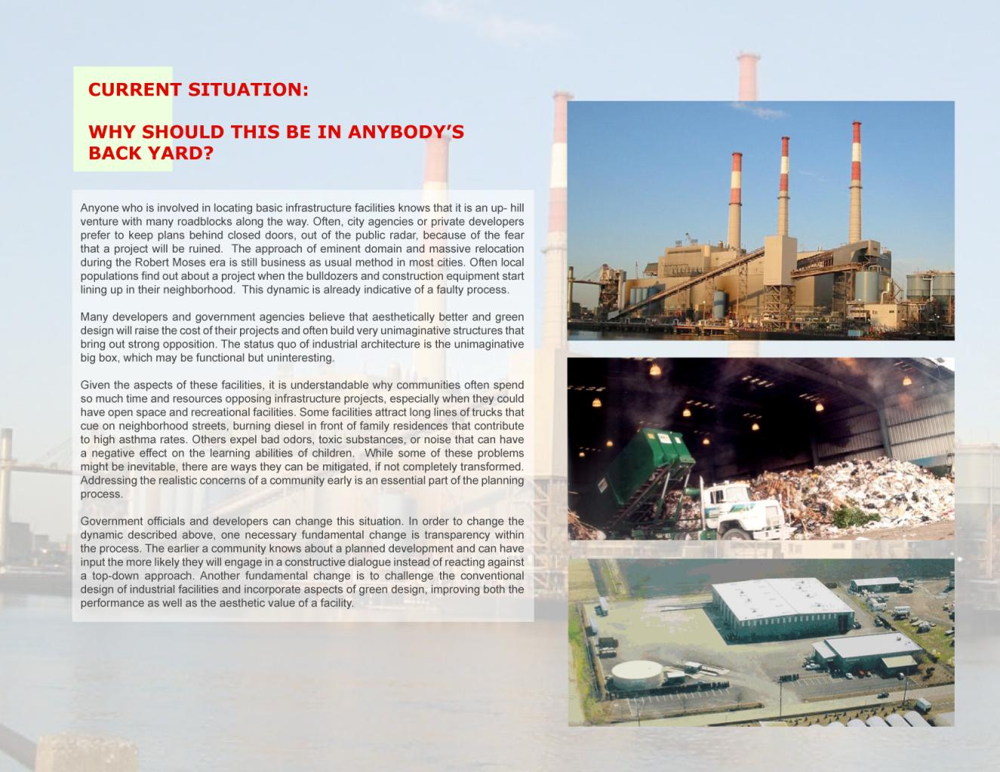 CURRENT SITUATION:
WHY SHOULD THIS BE IN ANYBODY'S
BACK YARD?
Anyone who is involved in locating basic infrastructure facilities knows that it is an up- hill
venture with many roadblocks along the way. Often, city agencies or private developers
prefer to keep plans behind closed doors, out of the public radar, because of the fear
that a project will be ruined.  The approach of eminent domain and massive relocation
during the Robert Moses era is still business as usual method in most cities. Often local
populations find out about a project when the bulldozers and construction equipment start
lining up in their neighborhood.  This dynamic is already indicative of a faulty process.
Many developers and government agencies believe that aesthetically better and green
design will raise the cost of their projects and often build very unimaginative structures that
bring out strong opposition. The status quo of industrial architecture is the unimaginative
big box, which may be functional but uninteresting.
Given the aspects of these facilities, it is understandable why communities often spend
so much time and resources opposing infrastructure projects, especially when they could
have open space and recreational facilities. Some facilities attract long lines of trucks that
cue on neighborhood streets, burning diesel in front of family residences that contribute
to high asthma rates. Others expel bad odors, toxic substances, or noise that can have
a negative effect on the learning abilities of children.  While some of these problems
might be inevitable, there are ways they can be mitigated, if not completely transformed.
Addressing the realistic concerns of a community early is an essential part of the planning
process.
Government officials and developers can change this situation. In order to change the
dynamic described above, one necessary fundamental change is transparency within
the process. The earlier a community knows about a planned development and can have
input the more likely they will engage in a constructive dialogue instead of reacting against
a top-down approach. Another fundamental change is to challenge the conventional
design of industrial facilities and incorporate aspects of green design, improving both the
performance as well as the aesthetic value of a facility.